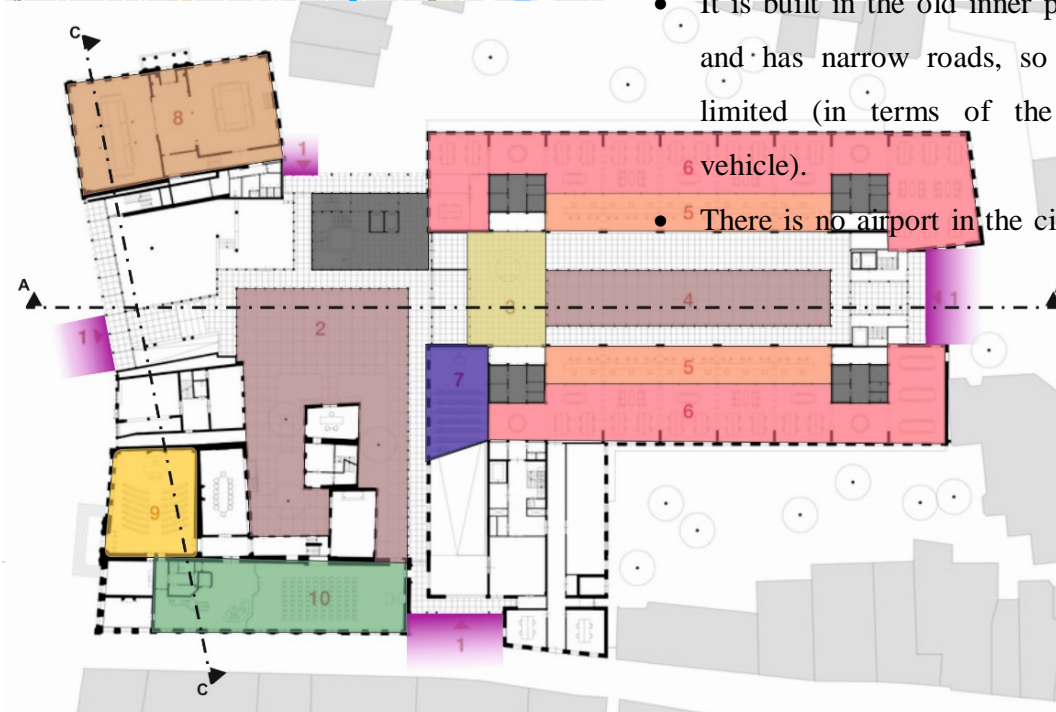 • It is built in the old inner p
and has narrow roads, so
limited (in terms of the
vehicle).
• There is no airport in the ci
C
8
1
6
5
A
3
4
1
2
1
5
7
6
9
10
1
C